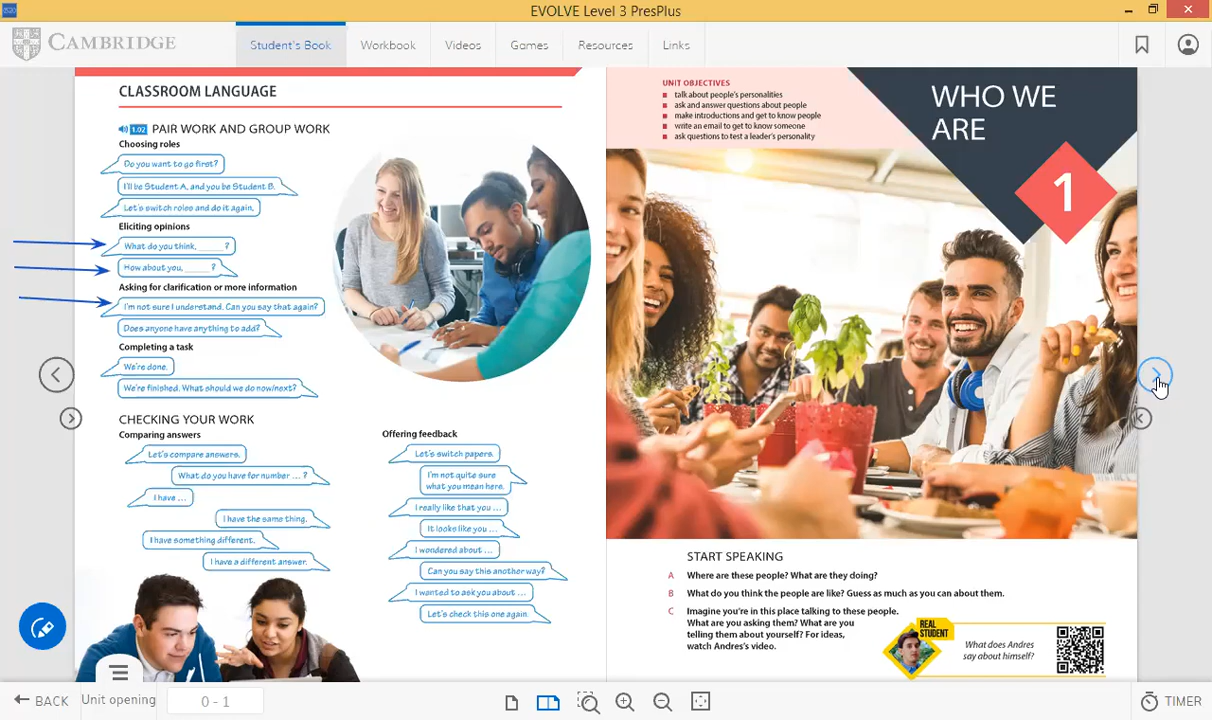 EVOLVE Level 3 PresPlus
CAMBRIDGE
Student's Book
Workbook
Videos
Games
Resources
Links
CLASSROOM LANGUAGE
1.02 PAIR WORK AND GROUP WORK
Choosing roles
Do you want to go first?
I'll be Student A, and you be Student B.
Let's switch roles and do it again.
Eliciting opinions
What do you think, _____ ?
How about you, _____ ?
Asking for clarification or more information
I'm not sure I understand. Can you say that again?
Does anyone have anything to add?
Completing a task
We're done.
We're finished. What should we do now/next?
CHECKING YOUR WORK
Comparing answers
Let's compare answers.
What do you have for number ... ?
I have ...
I have the same thing.
I have something different.
I have a different answer.
Offering feedback
Let's switch papers.
I'm not quite sure
what you mean here.
I really like that you ...
It looks like you ...
I wondered about ...
Can you say this another way?
I wanted to ask you about ...
Let's check this one again.
UNIT OBJECTIVES
talk about people's personalities
ask and answer questions about people
make introductions and get to know people
write an email to get to know someone
ask questions to test a leader's personality
WHO WE
ARE
1
START SPEAKING
A Where are these people? What are they doing?
B What do you think the people are like? Guess as much as you can about them.
C Imagine you're in this place talking to these people.
What are you asking them? What are you
telling them about yourself? For ideas,
watch Andres's video.
REAL
STUDENT
What does Andres
say about himself?
BACK
Unit opening
0 - 1
TIMER